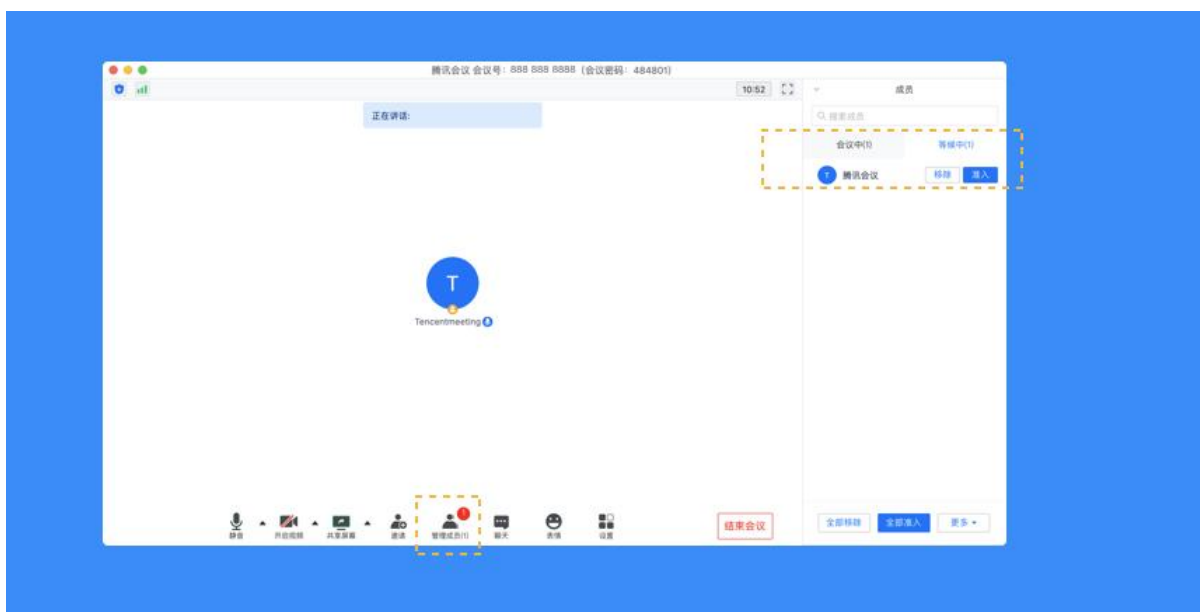 腾讯会议 会议号：888 888 8888（会议密码：484801）
10:52
成员
正在讲话:
搜索成员
会议中(1)
等候中(1)
T
腾讯会议
移除
准入
T
Tencentmeeting
静音
开启视频
共享屏幕
邀请
管理成员(1)
聊天
表情
设置
结束会议
全部移除
全部准入
更多